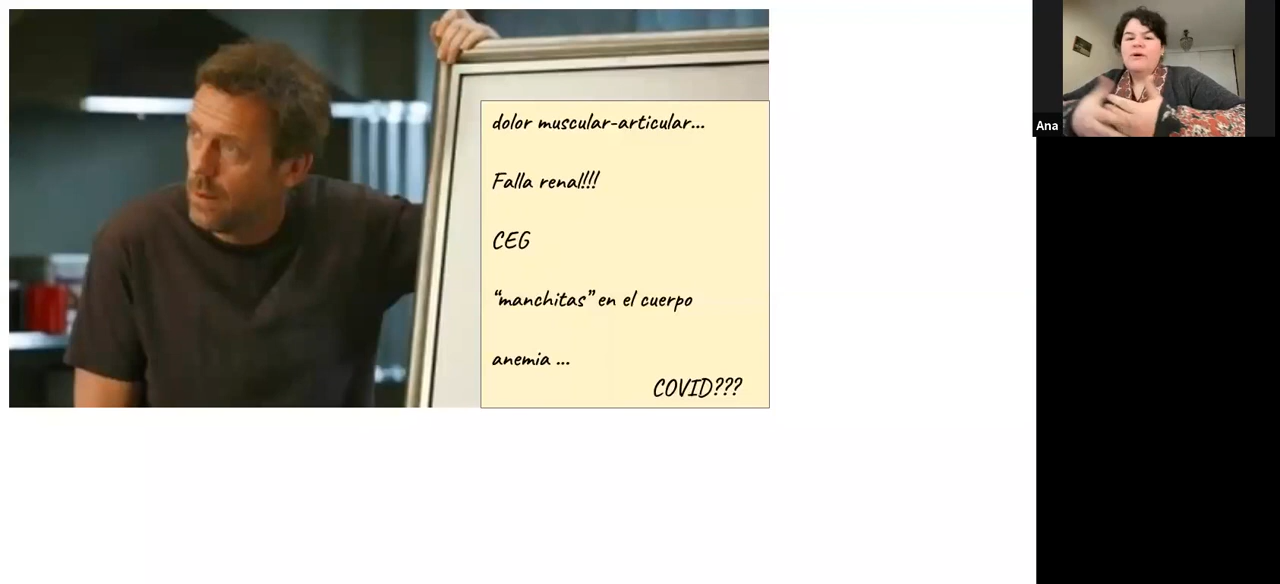 dolor muscular-articular...
Falla renal!!!
CEG
“manchitas” en el cuerpo
anemia ...
COVID???
Ana